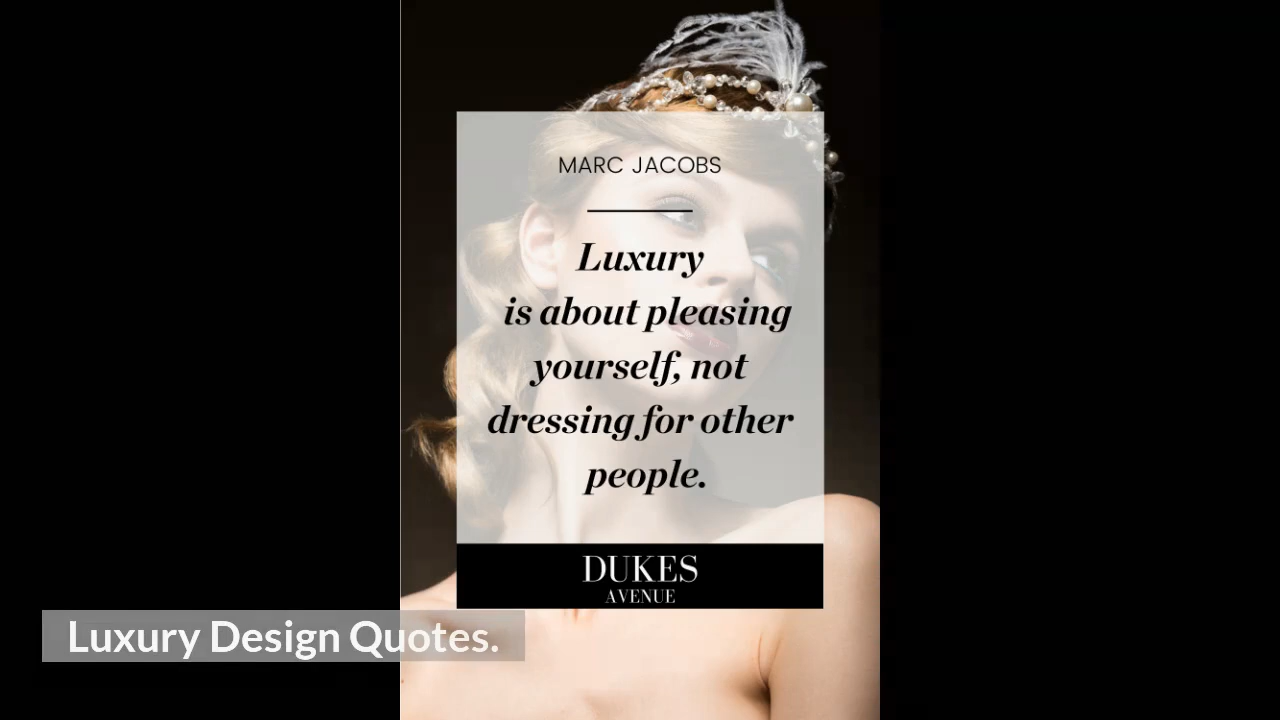 MARC JACOBS
Luxury
is about pleasing
yourself, not
dressing for other
people.
DUKES
AVENUE
Luxury Design Quotes.